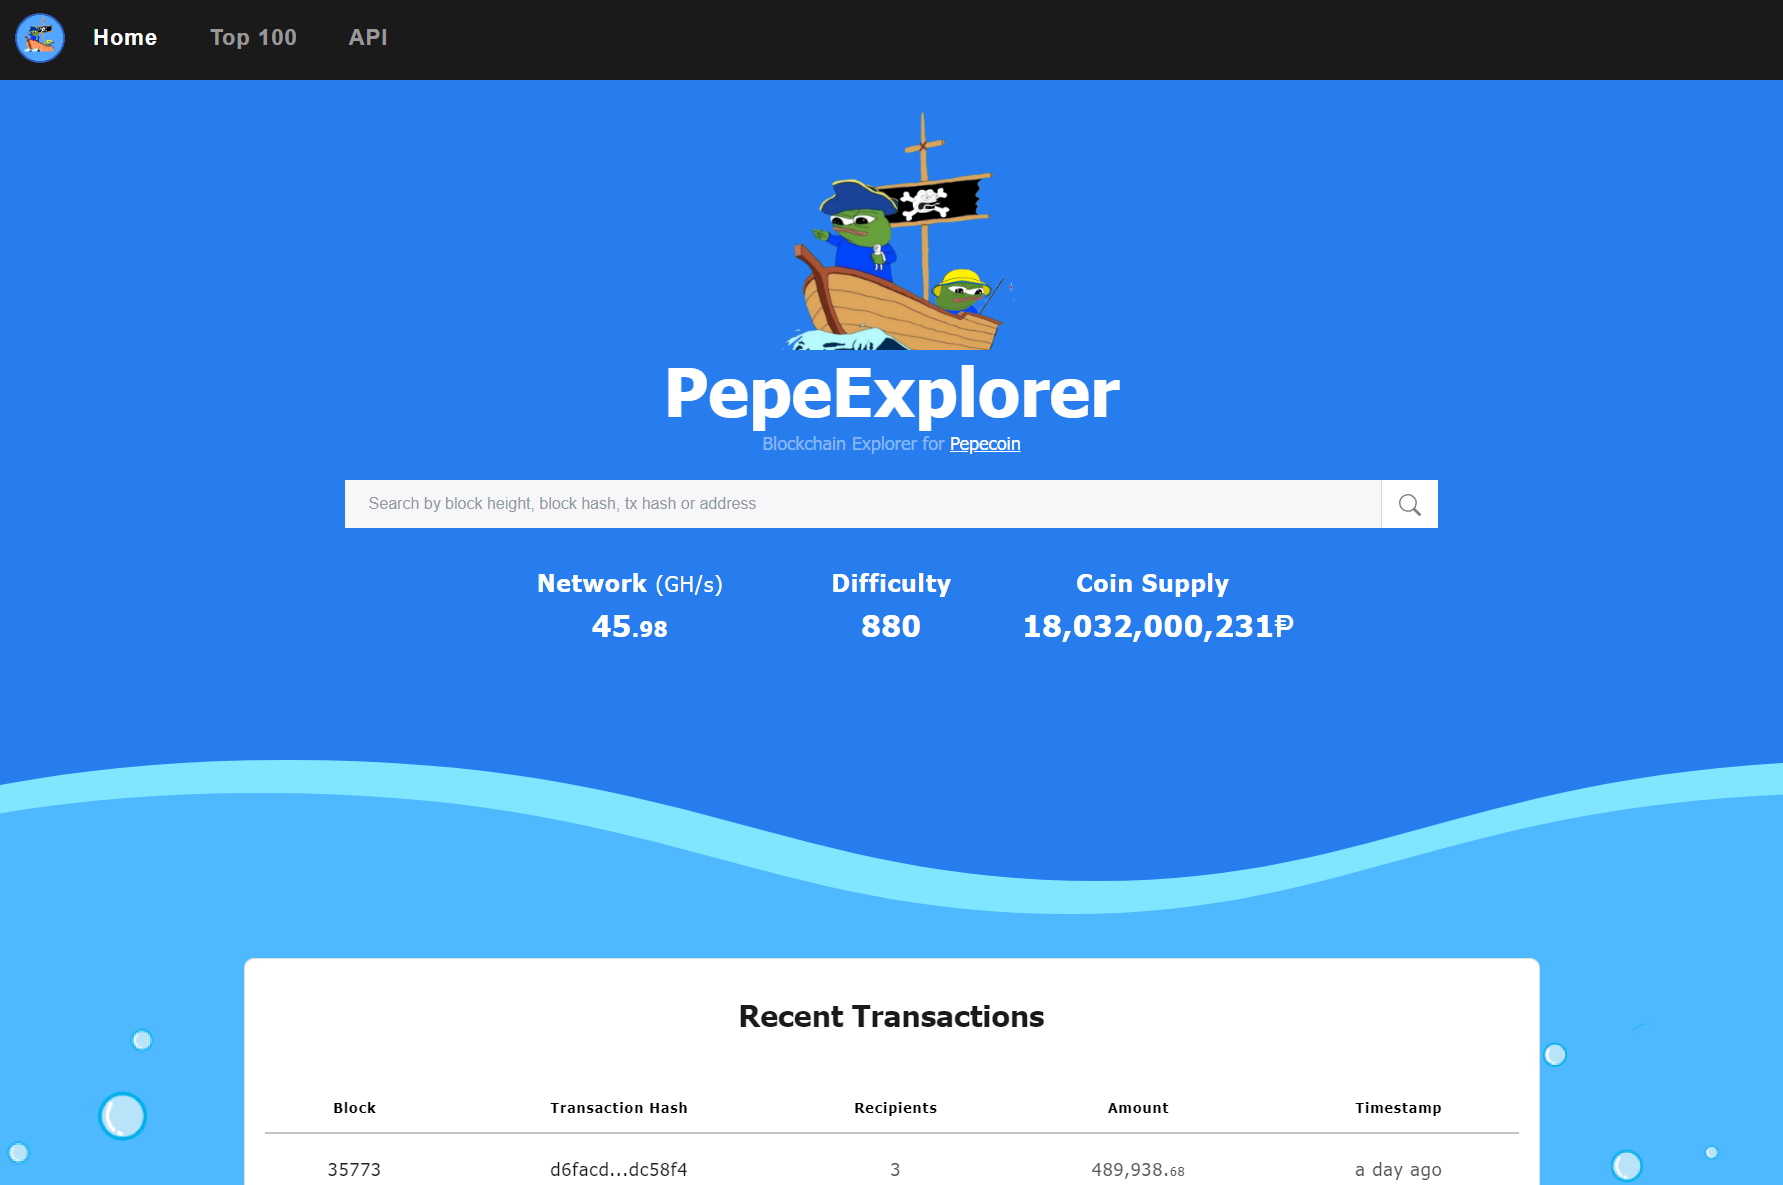 Home Top 100 API
PepeExplorer
Blockchain Explorer for Pepecoin
Search by block height, block hash, tx hash or address
Network (GH/s) Difficulty Coin Supply
45.98 880 18,032,000,231₱
Recent Transactions
Block Transaction Hash Recipients Amount Timestamp
35773 d6facd...dc58f4 3 489,938.68 a day ago